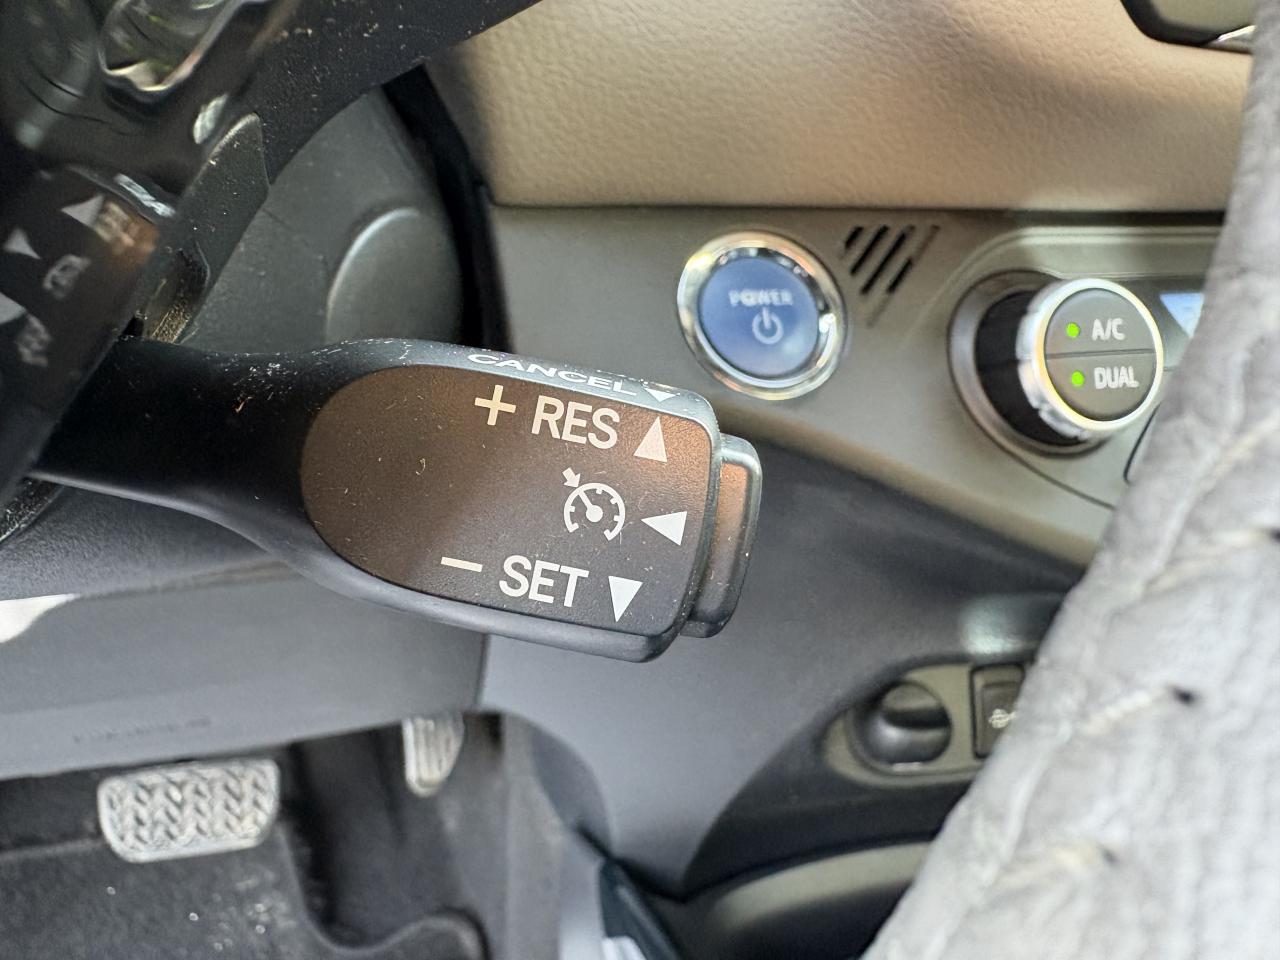 POWER
A/C
DUAL
CANCEL
+ RES
- SET